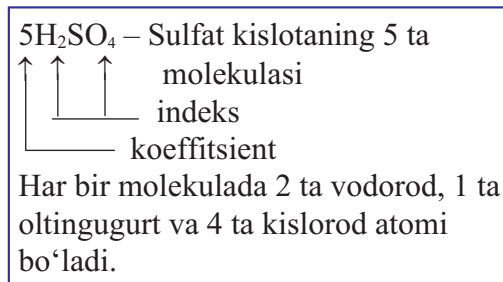 5H₂SO₄ – Sulfat kislotaning 5 ta
molekulasi
indeks
koeffitsient
Har bir molekulada 2 ta vodorod, 1 ta
oltingugurt va 4 ta kislorod atomi
bo‘ladi.